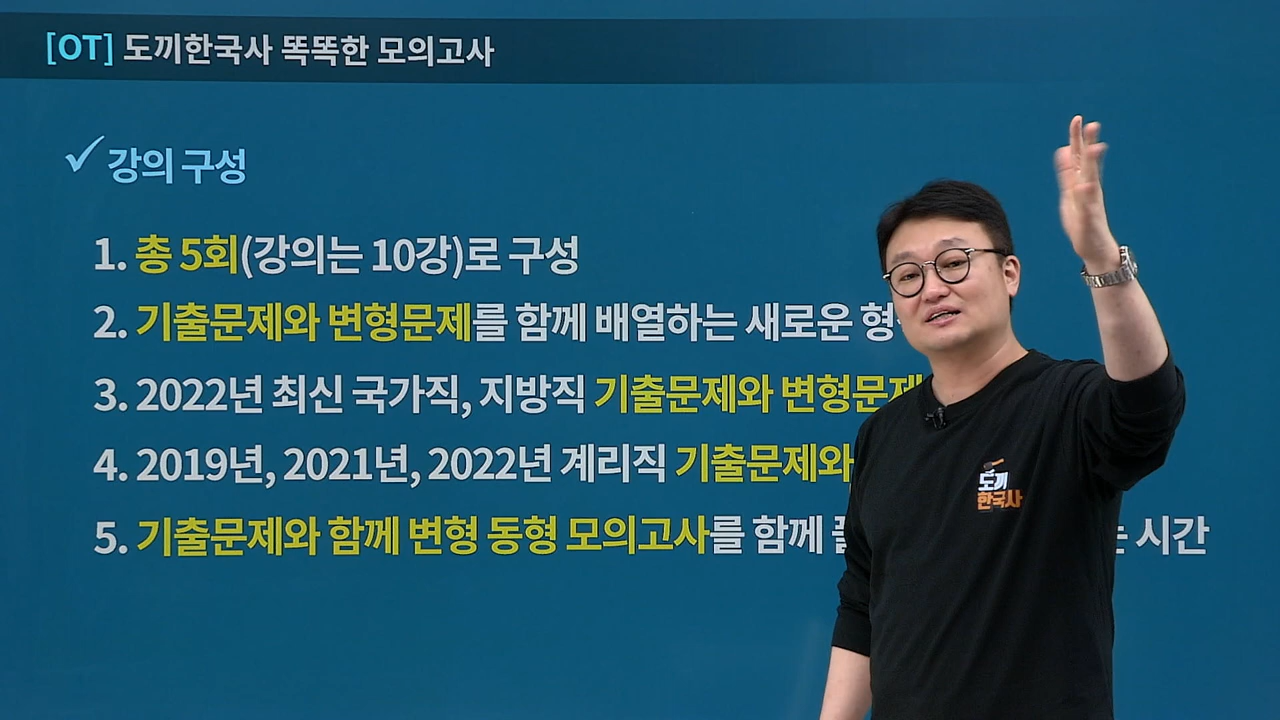 [OT] 도끼한국사 똑똑한 모의고사
✓ 강의 구성
1. 총 5회(강의는 10강)로 구성
2. 기출문제와 변형문제를 함께 배열하는 새로운
3. 2022년 최신 국가직, 지방직 기출문제와 변형문제
4. 2019년, 2021년, 2022년 계리직 기출문제와
5. 기출문제와 함께 변형 동형 모의고사를 함께 시간
도끼
한국사